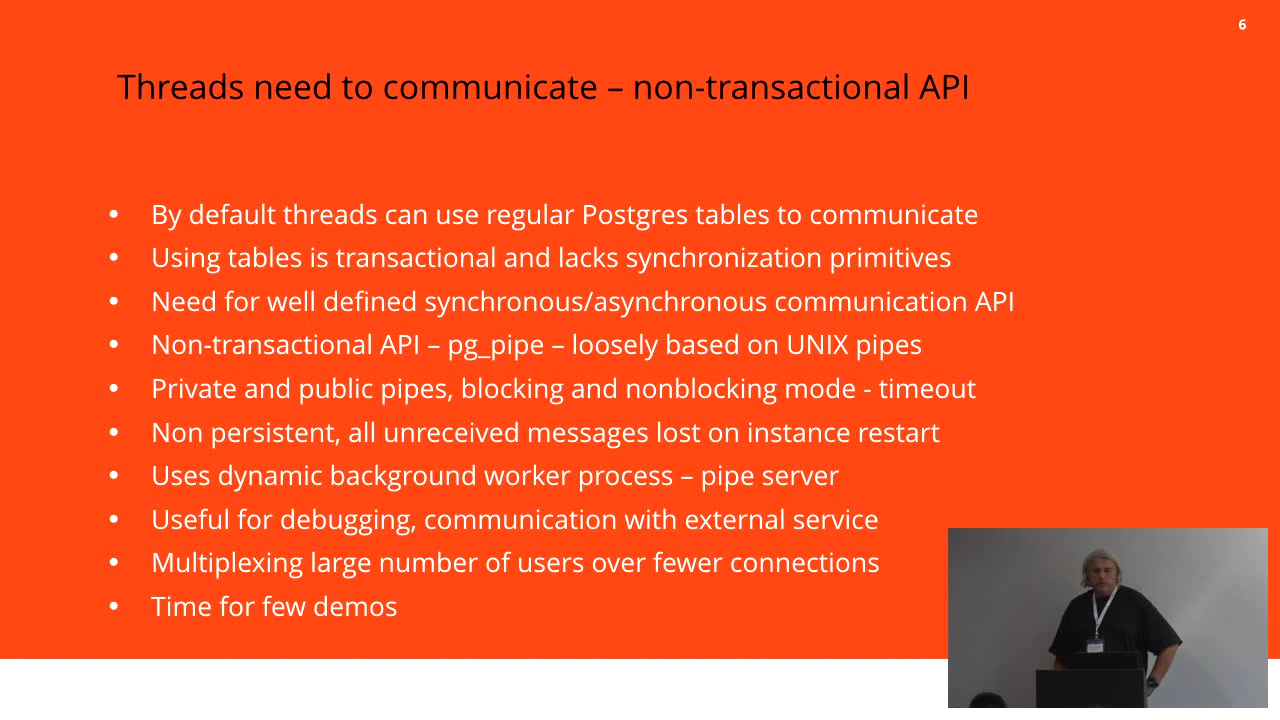 6
Threads need to communicate – non-transactional API
• By default threads can use regular Postgres tables to communicate
• Using tables is transactional and lacks synchronization primitives
• Need for well defined synchronous/asynchronous communication API
• Non-transactional API – pg_pipe – loosely based on UNIX pipes
• Private and public pipes, blocking and nonblocking mode - timeout
• Non persistent, all unreceived messages lost on instance restart
• Uses dynamic background worker process – pipe server
• Useful for debugging, communication with external service
• Multiplexing large number of users over fewer connections
• Time for few demos